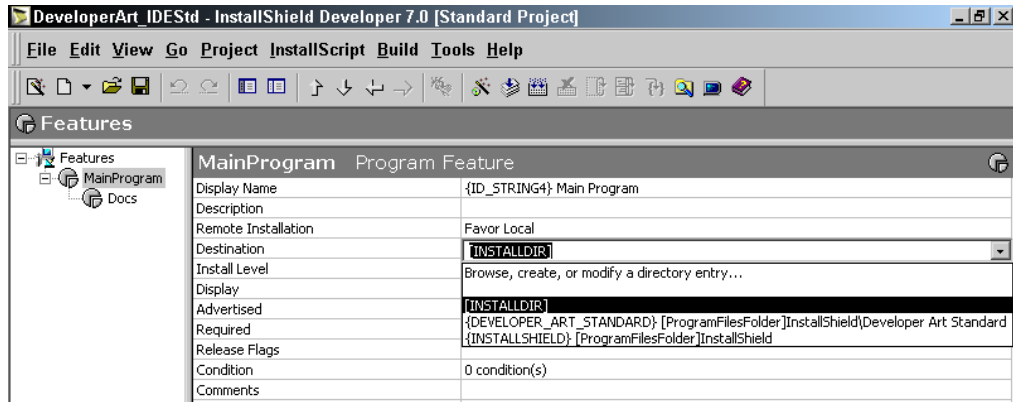 DeveloperArt_IDEStd - InstallShield Developer 7.0 [Standard Project]
File Edit View Go Project InstallScript Build Tools Help
Features
Features
MainProgram
Docs
MainProgram Program Feature
Display Name {ID_STRING4} Main Program
Description
Remote Installation Favor Local
Destination [INSTALLDIR]
Install Level
Display
Advertised
Required
Release Flags
Condition 0 condition(s)
Comments
Browse, create, or modify a directory entry...
[INSTALLDIR]
{DEVELOPER_ART_STANDARD} [ProgramFilesFolder]InstallShield\Developer Art Standard
{INSTALLSHIELD} [ProgramFilesFolder]InstallShield